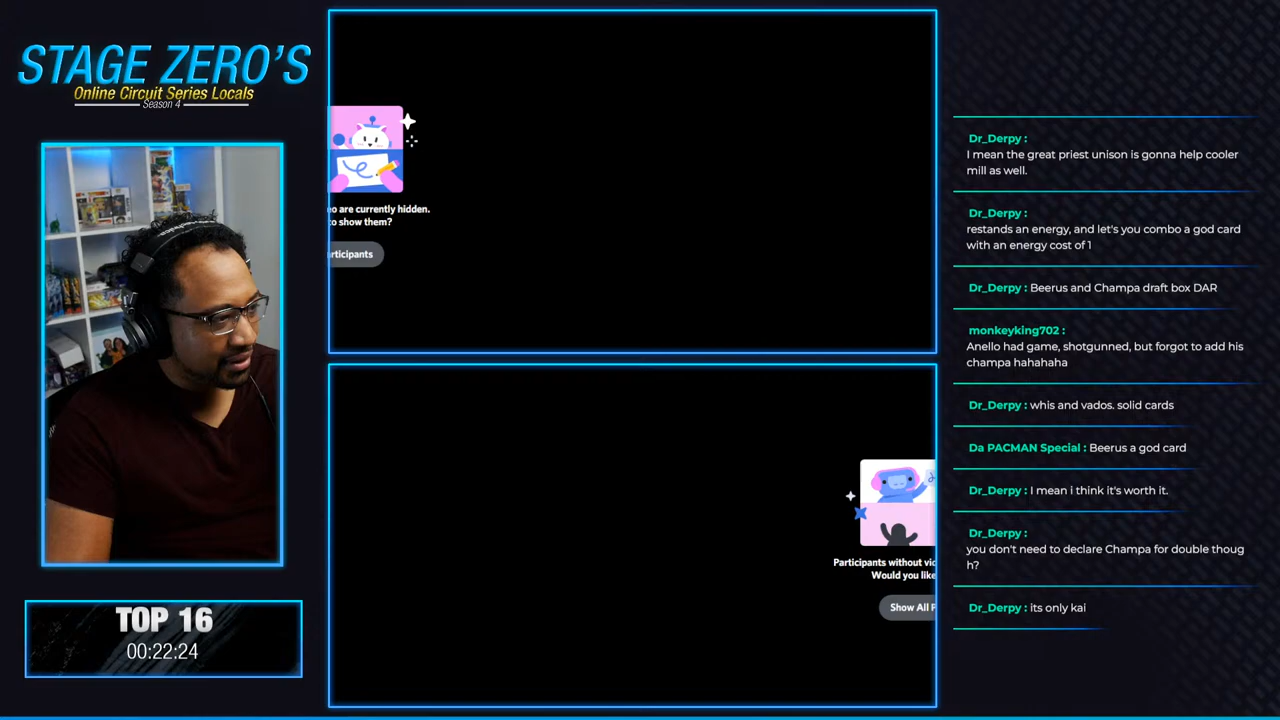 STAGE ZERO'S
Online Circuit Series Locals
Season 4
o are currently hidden.
to show them?
rticipants
Participants without vi
Would you like
Show All P
TOP 16
00:22:24
Dr_Derpy :
I mean the great priest unison is gonna help cooler
mill as well.
Dr_Derpy :
restands an energy, and let's you combo a god card
with an energy cost of 1
Dr_Derpy : Beerus and Champa draft box DAR
monkeyking702 :
Anello had game, shotgunned, but forgot to add his
champa hahahaha
Dr_Derpy : whis and vados. solid cards
Da PACMAN Special : Beerus a god card
Dr_Derpy : I mean i think it's worth it.
Dr_Derpy :
you don't need to declare Champa for double thoug
h?
Dr_Derpy : its only kai